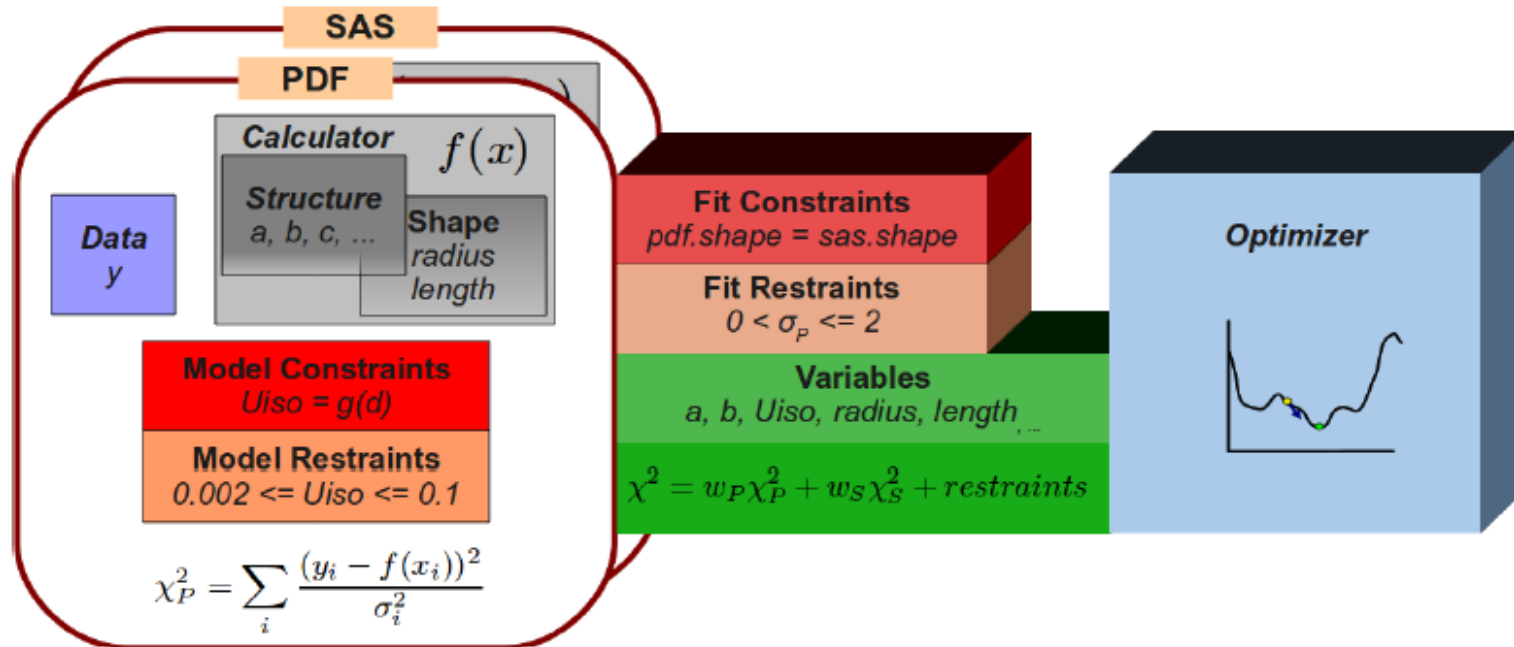 SAS
PDF
)
Calculator
f(x)
Structure
a, b, c, ...
Shape
radius
length
Data
y
Model Constraints
Uiso = g(d)
Model Restraints
0.002 <= Uiso <= 0.1
χ²_P = ∑_i (y_i − f(x_i))² / σ_i²
Fit Constraints
pdf.shape = sas.shape
Fit Restraints
0 < σ_P <= 2
Variables
a, b, Uiso, radius, length, ...
χ² = w_P χ²_P + w_S χ²_S + restraints
Optimizer